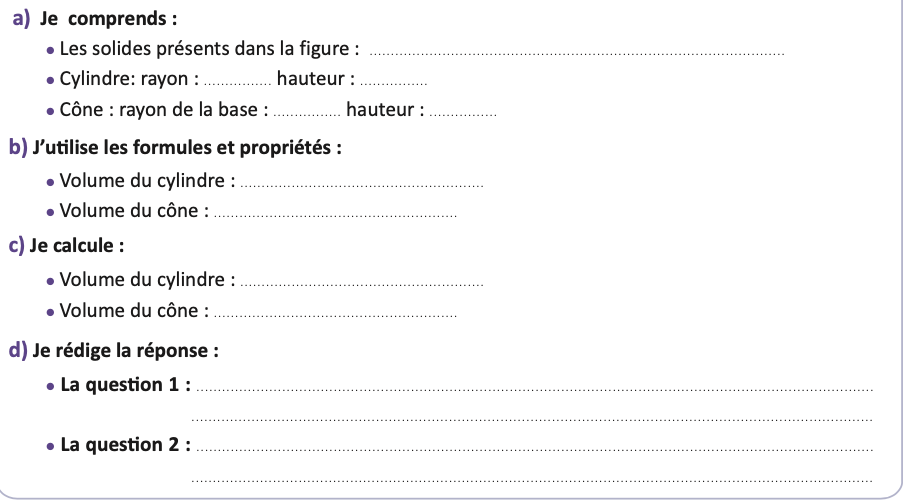 a) Je comprends :
• Les solides présents dans la figure : ........................................................................................
• Cylindre: rayon : ............... hauteur : ...............
• Cône : rayon de la base : ............... hauteur : ...............
b) J’utilise les formules et propriétés :
• Volume du cylindre : ........................................................
• Volume du cône : ........................................................
c) Je calcule :
• Volume du cylindre : ........................................................
• Volume du cône : ........................................................
d) Je rédige la réponse :
• La question 1 : ........................................................................................
........................................................................................
• La question 2 : ........................................................................................
........................................................................................